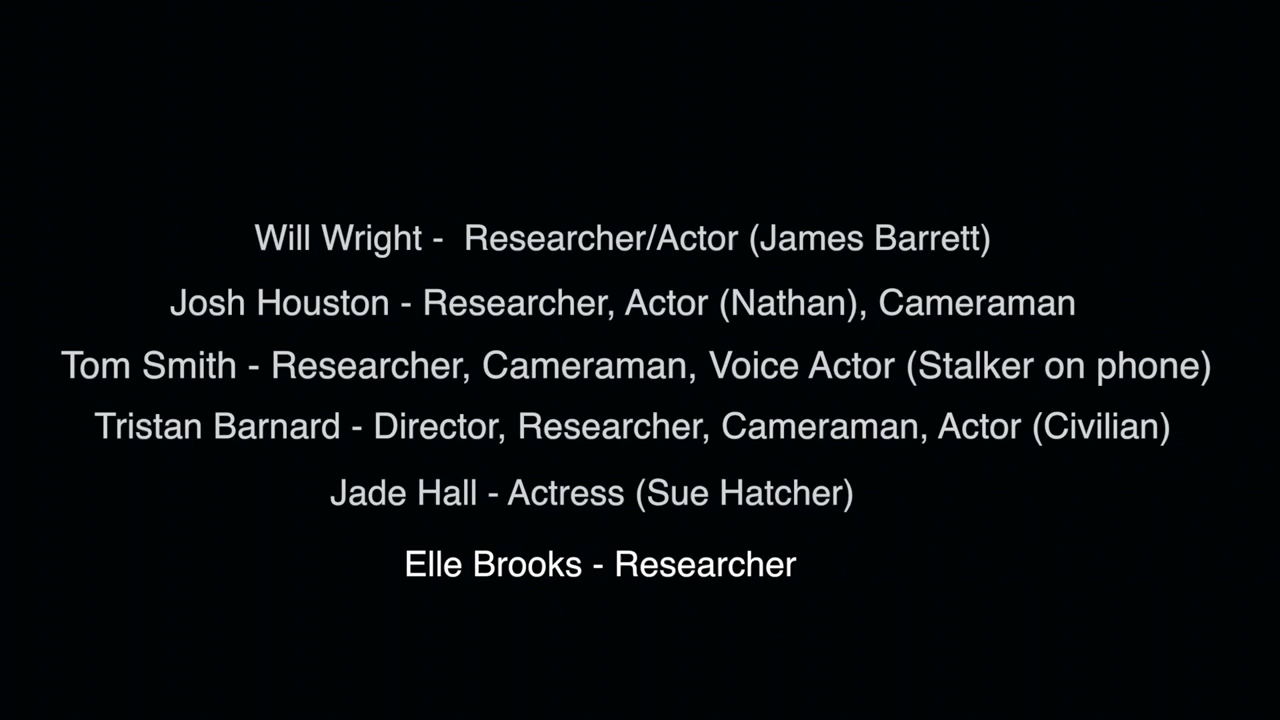 Will Wright -  Researcher/Actor (James Barrett)
Josh Houston - Researcher, Actor (Nathan), Cameraman
Tom Smith - Researcher, Cameraman, Voice Actor (Stalker on phone)
Tristan Barnard - Director, Researcher, Cameraman, Actor (Civilian)
Jade Hall - Actress (Sue Hatcher)
Elle Brooks - Researcher